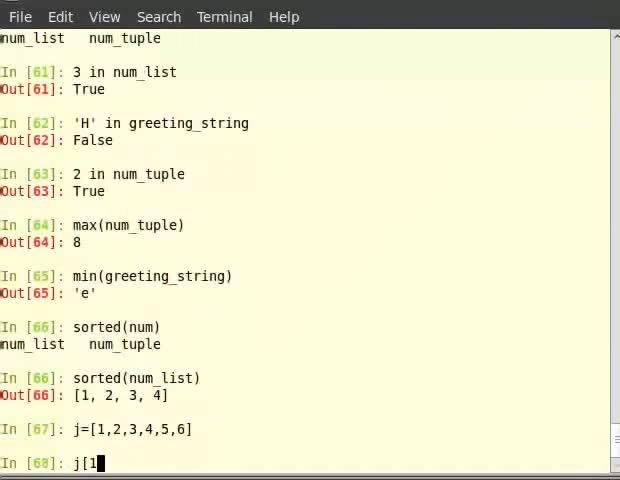 File Edit View Search Terminal Help
num_list num_tuple
In [61]: 3 in num_list
Out[61]: True
In [62]: 'H' in greeting_string
Out[62]: False
In [63]: 2 in num_tuple
Out[63]: True
In [64]: max(num_tuple)
Out[64]: 8
In [65]: min(greeting_string)
Out[65]: 'e'
In [66]: sorted(num)
num_list num_tuple
In [66]: sorted(num_list)
Out[66]: [1, 2, 3, 4]
In [67]: j=[1,2,3,4,5,6]
In [68]: j[1